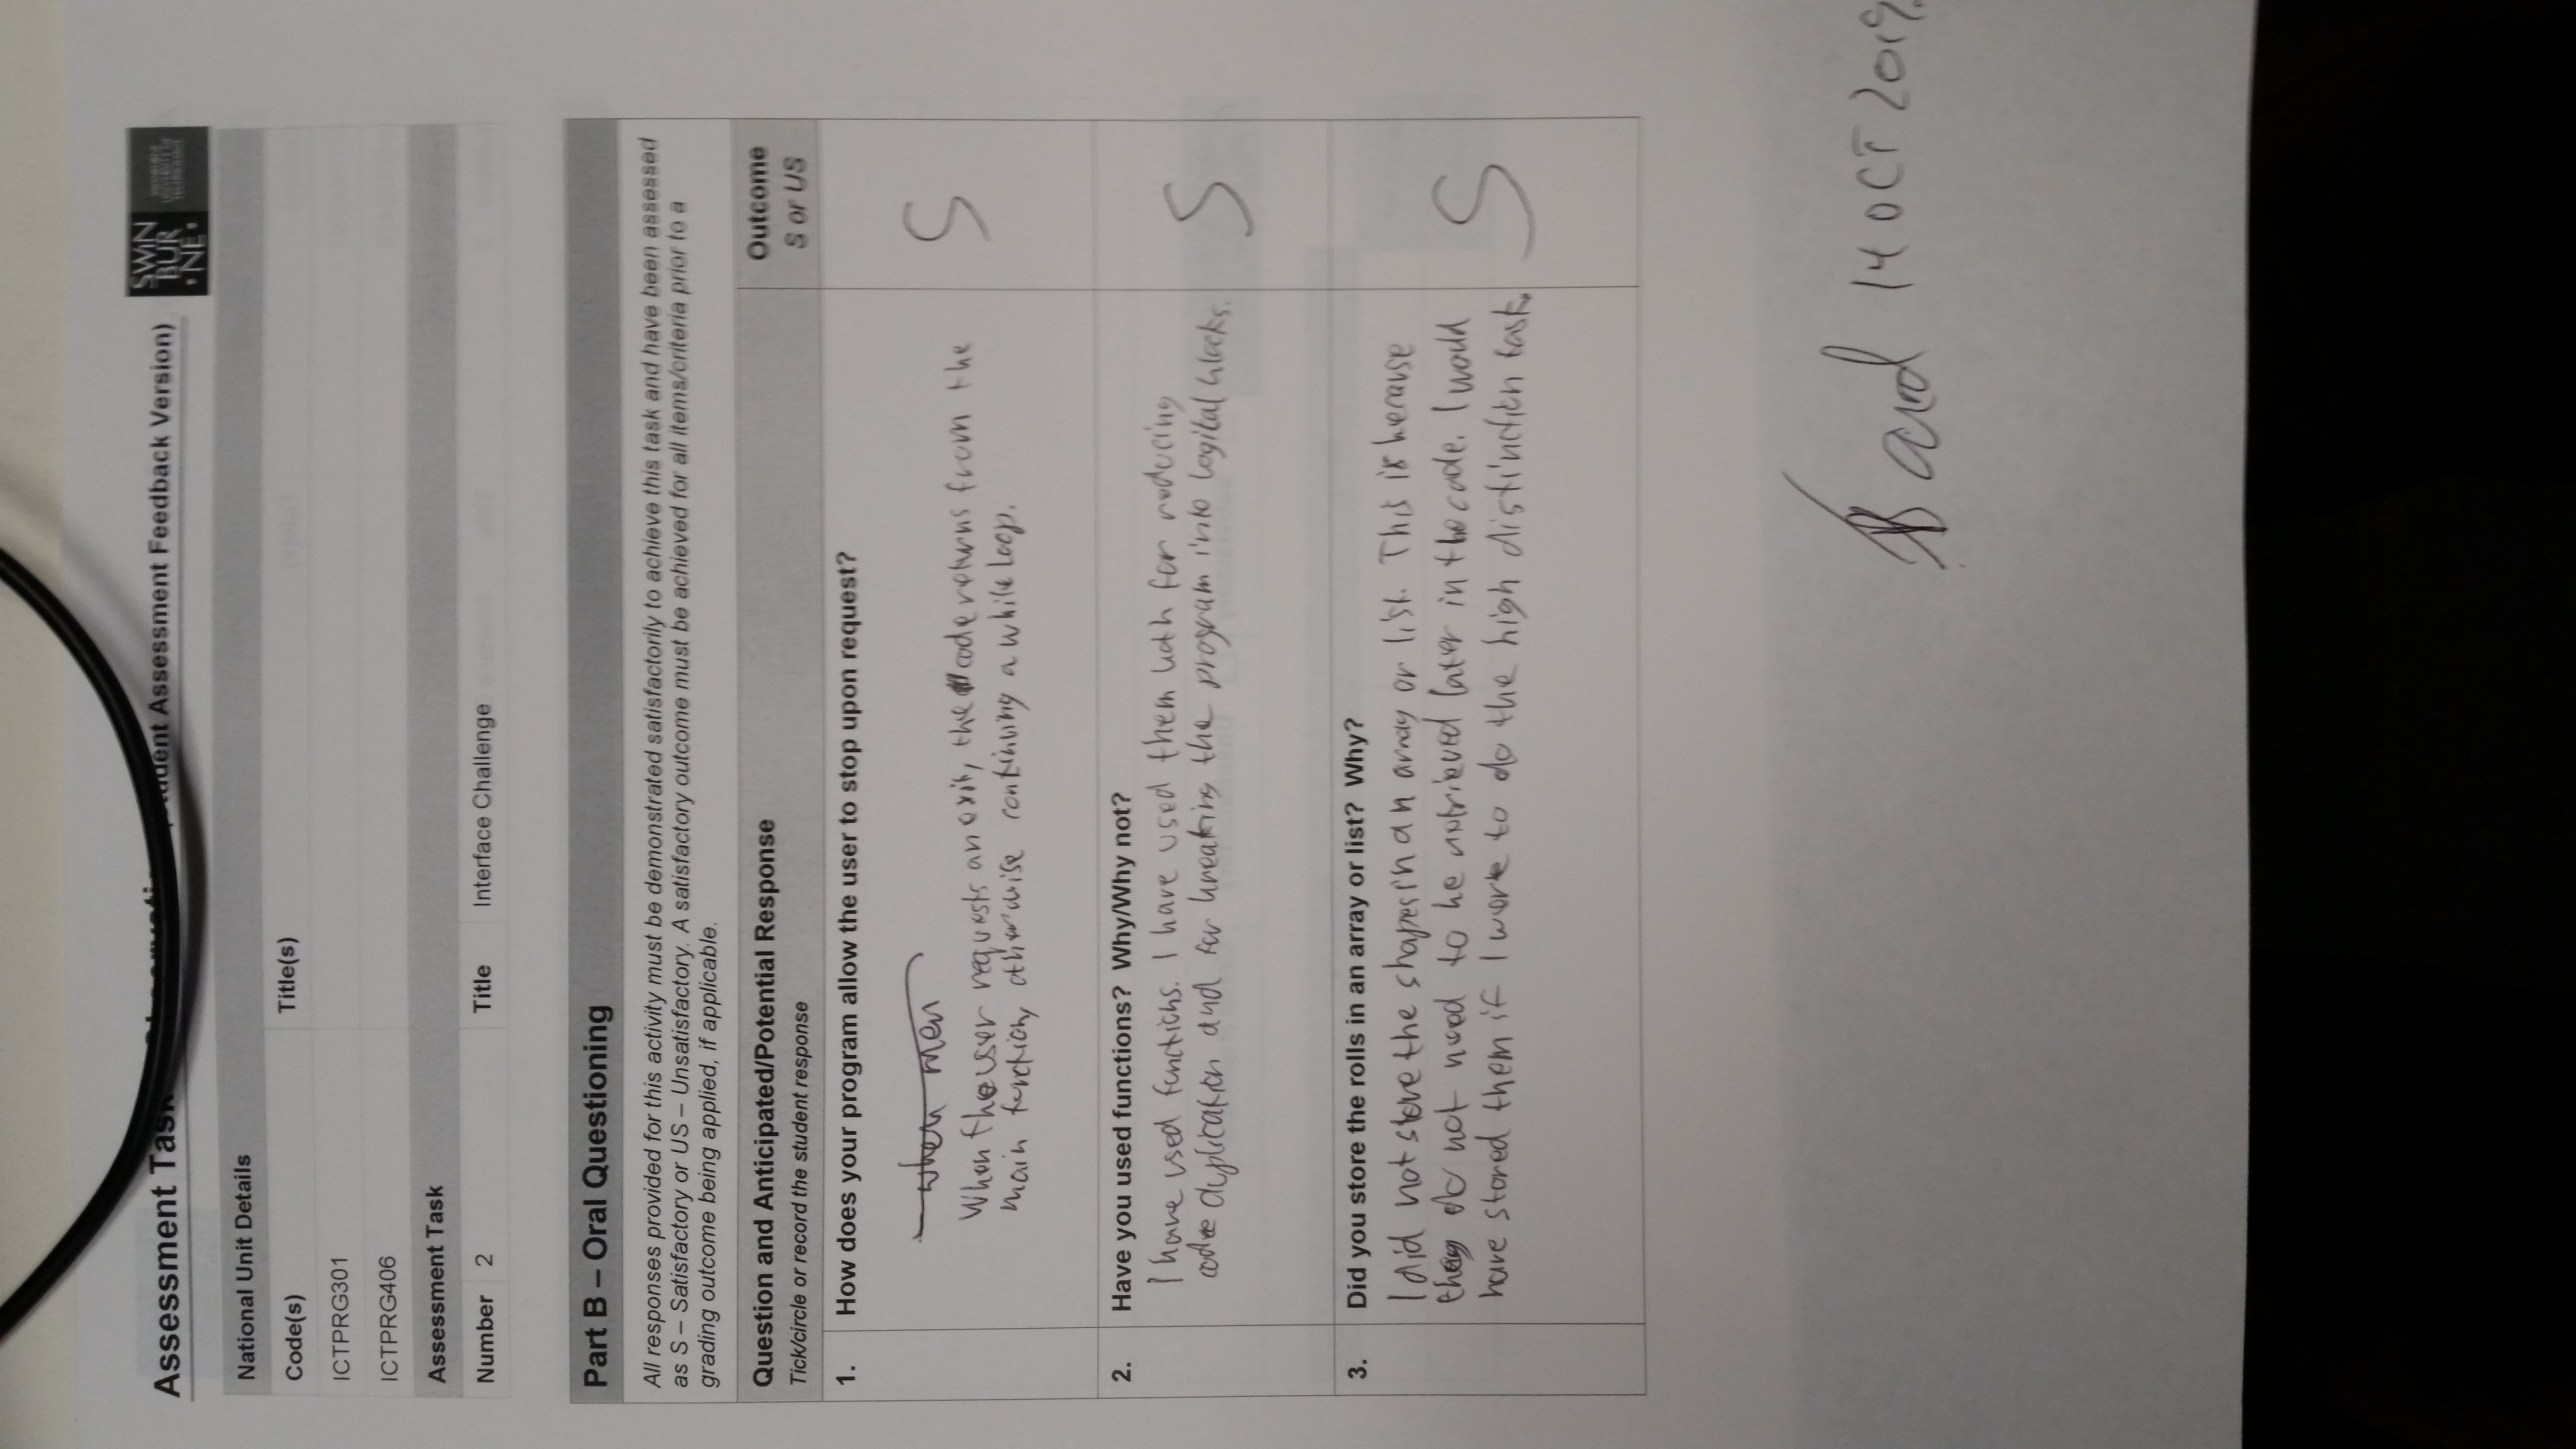 Assessment Task Observation (Student Assessment Feedback Version)
SWIN
BUR
NE
SWINBURNE
UNIVERSITY OF
TECHNOLOGY
National Unit Details
Code(s) Title(s)
ICTPRG301
ICTPRG406
Assessment Task
Number 2 Title Interface Challenge
Part B – Oral Questioning
All responses provided for this activity must be demonstrated satisfactorily to achieve this task and have been assessed
as S – Satisfactory or US – Unsatisfactory. A satisfactory outcome must be achieved for all items/criteria prior to a
grading outcome being applied, if applicable.
Question and Anticipated/Potential Response
Tick/circle or record the student response
Outcome
S or US
1. How does your program allow the user to stop upon request?
when men
When the user requests an exit, the code returns from the
main function, otherwise continuing a while loop.
S
2. Have you used functions? Why/Why not?
I have used functions. I have used them both for reducing
code duplication and for breaking the program into logital blocks.
S
3. Did you store the rolls in an array or list? Why?
I did not store the shapes in an array or list. This is because
they do not need to be retrieved later in the code. I would
have stored them if I were to do the high distinction task.
S
14 OCT 2019